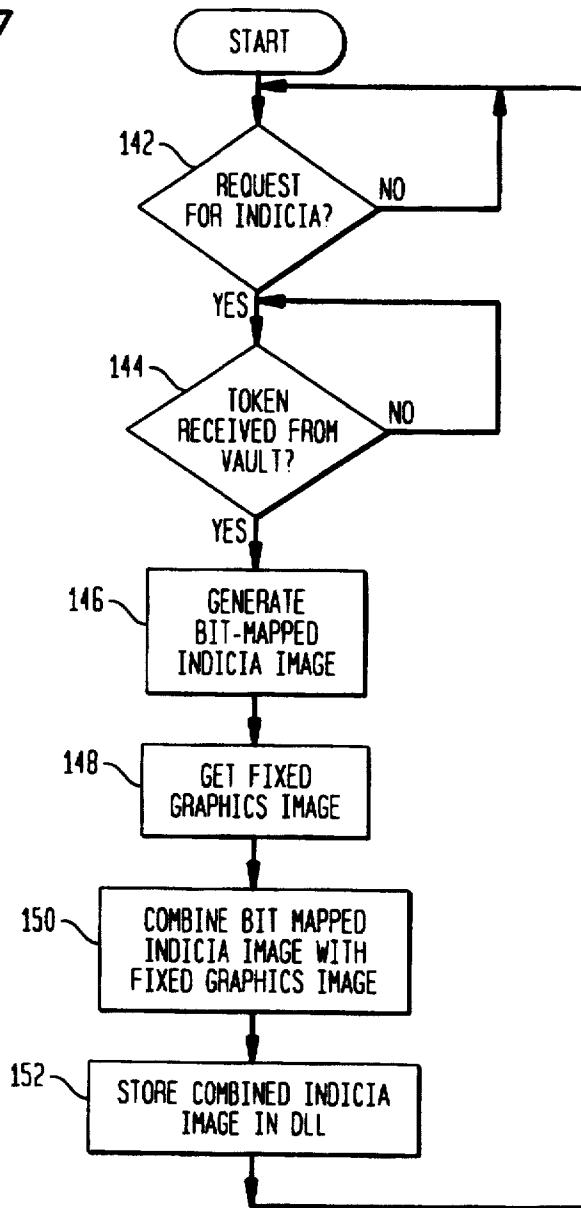 7
START
142
REQUEST
FOR INDICIA?
NO
YES
144
TOKEN
RECEIVED FROM
VAULT?
NO
YES
146
GENERATE
BIT-MAPPED
INDICIA IMAGE
148
GET FIXED
GRAPHICS IMAGE
150
COMBINE BIT MAPPED
INDICIA IMAGE WITH
FIXED GRAPHICS IMAGE
152
STORE COMBINED INDICIA
IMAGE IN DLL